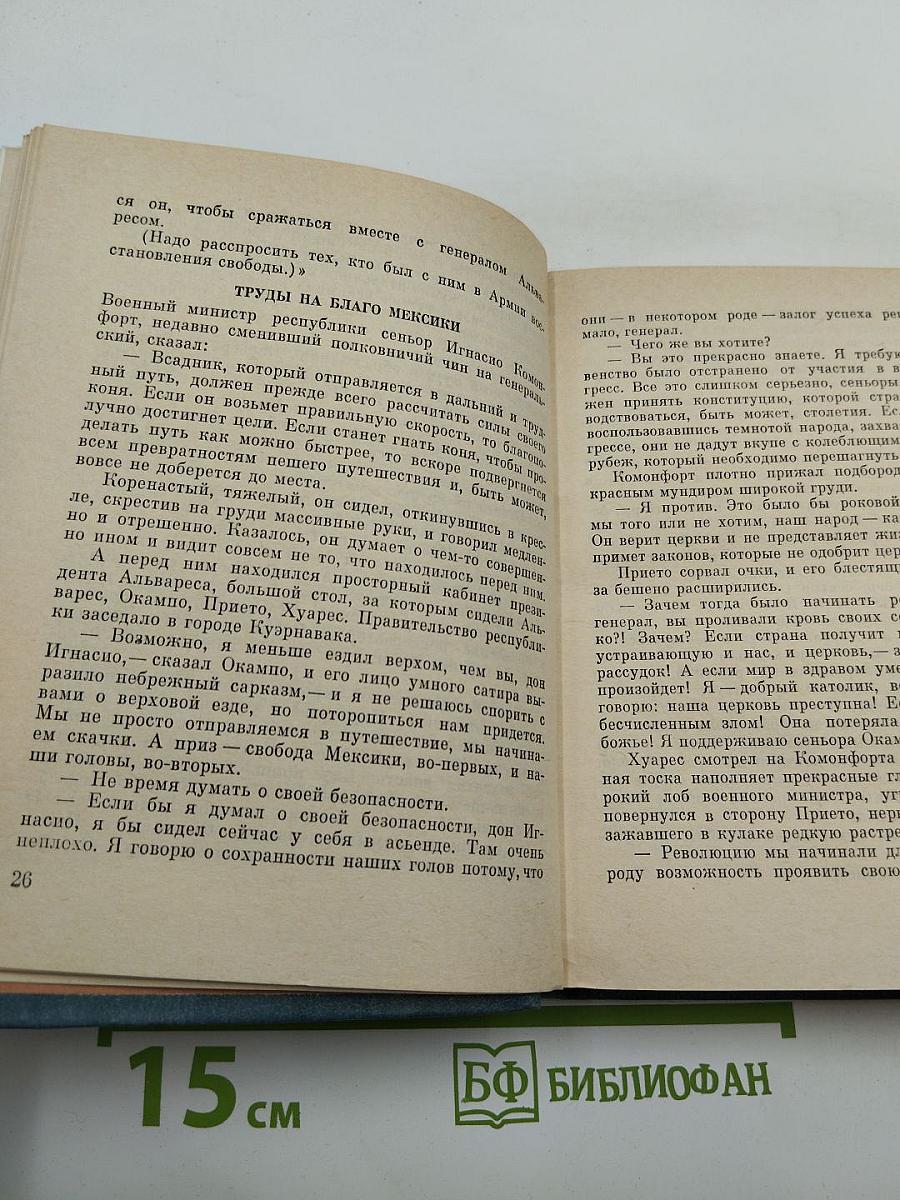 ся он, чтобы сражаться вместе с генералом Альва-
ресом.
(Надо расспросить тех, кто был с ним в Армии вос-
становления свободы.)»
ТРУДЫ НА БЛАГО МЕКСИКИ
Военный министр республики сеньор Игнасио Комон-
форт, недавно сменивший полковничий чин на генераль-
ский, сказал:
— Всадник, который отправляется в дальний и труд-
ный путь, должен прежде всего рассчитать силы своего
коня. Если он возьмет правильную скорость, то благопо-
лучно достигнет цели. Если станет гнать коня, чтобы про-
делать путь как можно быстрее, то вскоре подвергнется
всем превратностям пешего путешествия и, быть может,
вовсе не доберется до места.
Коренастый, тяжелый, он сидел, откинувшись в крес-
ле, скрестив на груди массивные руки, и говорил медлен-
но и отрешенно. Казалось, он думает о чем-то совершен-
но ином и видит совсем не то, что находилось перед ним.
А перед ним находился просторный кабинет прези-
дента Альвареса, большой стол, за которым сидели Аль-
варес, Окампо, Прието, Хуарес. Правительство республи-
ки заседало в городе Куэрнавака.
— Возможно, я меньше ездил верхом, чем вы, дон
Игнасио,— сказал Окампо, и его лицо умного сатира вы-
разило небрежный сарказм,— и я не решаюсь спорить с
вами о верховой езде, но поторопиться нам придется.
Мы не просто отправляемся в путешествие, мы начина-
ем скачки. А приз — свобода Мексики, во-первых, и на-
ши головы, во-вторых.
— Не время думать о своей безопасности.
— Если бы я думал о своей безопасности, дон Иг-
насио, я бы сидел сейчас у себя в асьенде. Там очень
неплохо. Я говорю о сохранности наших голов потому, что
26
они — в некотором роде — залог успеха
мало, генерал.
— Чего же вы хотите?
— Вы это прекрасно знаете. Я требую
венство было отстранено от участия в в
гресс. Все это слишком серьезно, сеньоры
жен принять конституцию, которой стра
водствоваться, быть может, столетия. Ес
воспользовавшись темнотой народа, захва
грессе, они не дадут вкупе с колеблющим
рубеж, который необходимо перешагнуть
Комонфорт плотно прижал подбород
красным мундиром широкой груди.
— Я против. Это было бы роковой
мы того или не хотим, наш народ — ка
Он верит церкви и не представляет жиз
примет законов, которые не одобрит цер
Прието сорвал очки, и его блестящи
за бешено расширились.
— Зачем тогда было начинать ре
генерал, вы проливали кровь своих со
ко?! Зачем? Если страна получит
устраивающую и нас, и церковь,— з
рассудок! А если мир в здравом уме
произойдет! Я — добрый католик, в
говорю: наша церковь преступна! Ес
бесчисленным злом! Она потеряла
божье! Я поддерживаю сеньора Окам
Хуарес смотрел на Комонфорта
ная тоска наполняет прекрасные гл
рокий лоб военного министра, уг
повернулся в сторону Прието, нерв
зажавшего в кулаке редкую растре
— Революцию мы начинали дл
роду возможность проявить свою
15 см
БФ БИБЛИОФАН